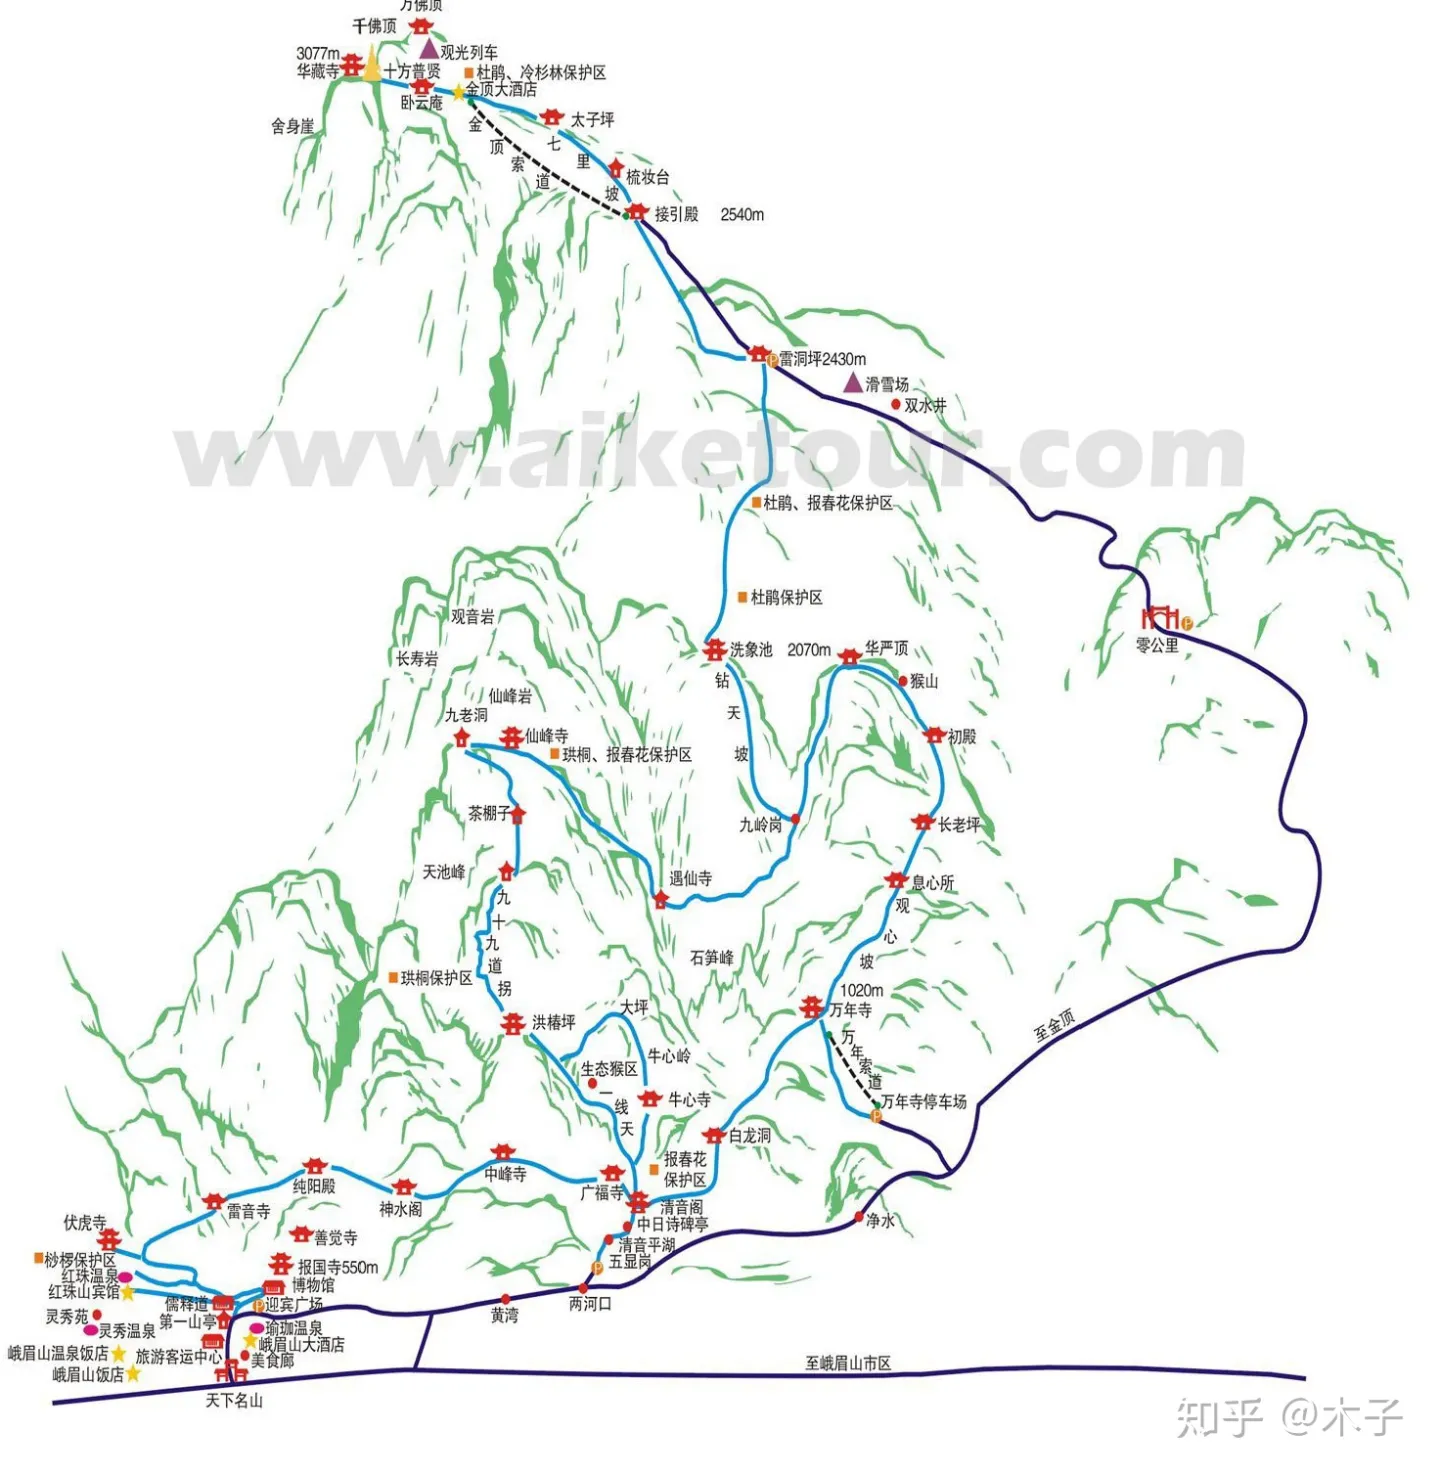 万佛顶
千佛顶
观光列车
3077m
华藏寺
十方普贤
杜鹃、冷杉林保护区
金顶大酒店
卧云庵
舍身崖
金顶索道
太子坪
七里坡
梳妆台
接引殿 2540m
雷洞坪2430m
滑雪场
双水井
www.aiketour.com
杜鹃、报春花保护区
杜鹃保护区
观音岩
长寿岩
零公里
洗象池 2070m
华严顶
猴山
钻天坡
仙峰岩
九老洞
仙峰寺
珙桐、报春花保护区
初殿
茶棚子
九岭岗
长老坪
天池峰
遇仙寺
息心所
九十九道拐
观心坡
石笋峰
珙桐保护区
1020m
万年寺
大坪
洪椿坪
至金顶
万年索道
牛心岭
生态猴区
一线天
牛心寺
万年寺停车场
白龙洞
报春花
保护区
中峰寺
纯阳殿
广福寺
神水阁
清音阁
雷音寺
中日诗碑亭
净水
伏虎寺
善觉寺
清音平湖
桫椤保护区
报国寺550m
五显岗
红珠温泉
红珠山宾馆
博物馆
儒释道
迎宾广场
两河口
黄湾
灵秀苑
第一山亭
灵秀温泉
瑜珈温泉
峨眉山大酒店
峨眉山温泉饭店
旅游客运中心
美食廊
至峨眉山市区
峨眉山饭店
天下名山
知乎 @木子